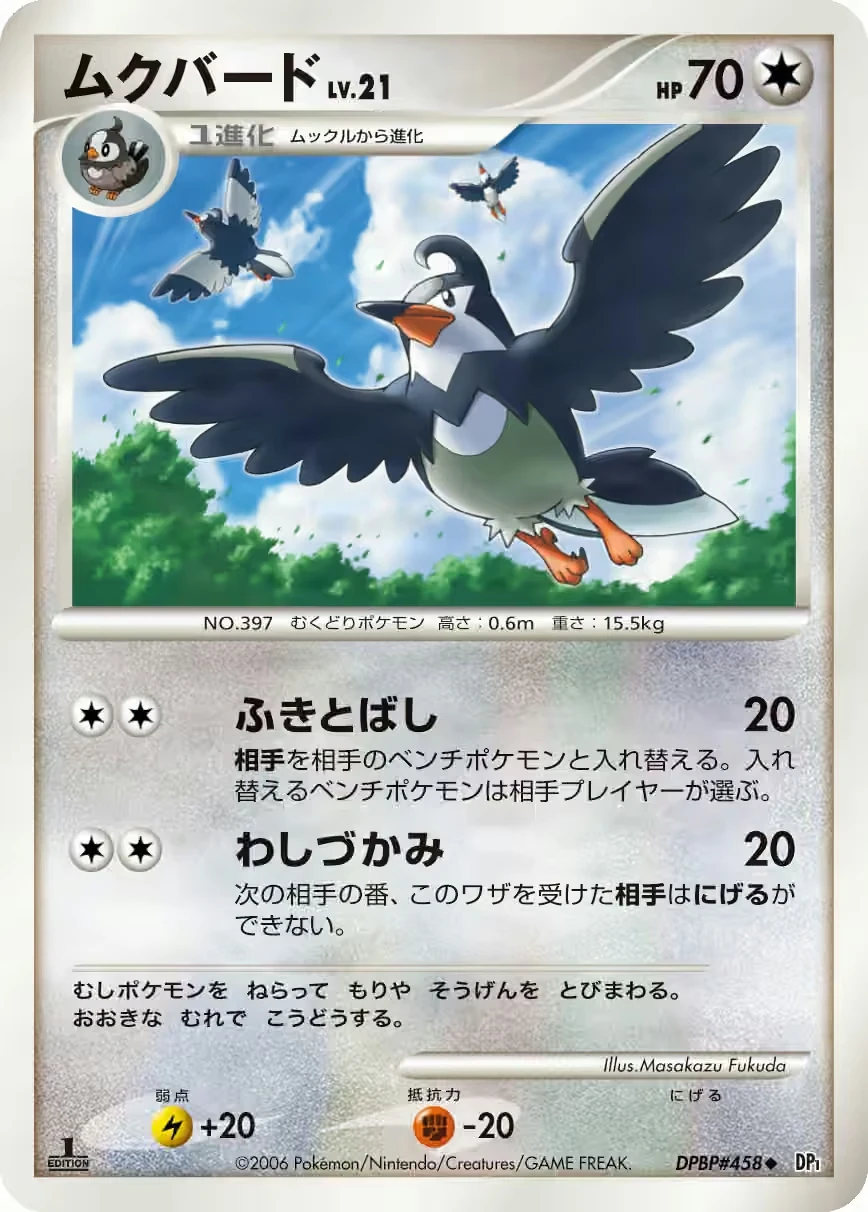 ムクバード LV.21 HP 70
1進化 ムックルから進化
NO.397 むくどりポケモン 高さ：0.6m 重さ：15.5kg
ふきとばし 20
相手を相手のベンチポケモンと入れ替える。入れ
替えるベンチポケモンは相手プレイヤーが選ぶ。
わしづかみ 20
次の相手の番、このワザを受けた相手はにげるが
できない。
むしポケモンを ねらって もりや そうげんを とびまわる。
おおきな むれで こうどうする。
Illus.Masakazu Fukuda
弱点 抵抗力 にげる
+20 -20
1 EDITION ©2006 Pokémon/Nintendo/Creatures/GAME FREAK. DPBP#458◆ DP1